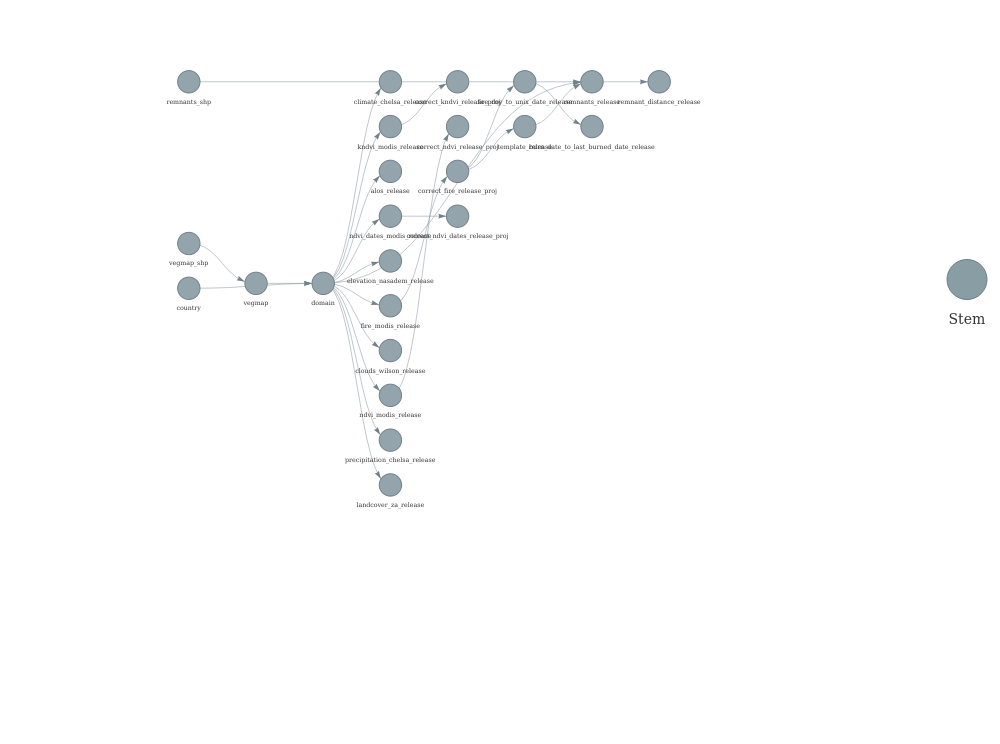 remnants_shp
climate_chelsa_release
correct_kndvi_release_proj
remnants_release
remnant_distance_release
kndvi_modis_release
correct_ndvi_release_proj
template_release
burn_date_to_last_burned_date_release
alos_release
correct_fire_release_proj
ndvi_dates_modis_release
correct_ndvi_dates_release_proj
vegmap_shp
elevation_nasadem_release
country
vegmap
domain
fire_modis_release
Stem
clouds_wilson_release
ndvi_modis_release
precipitation_chelsa_release
landcover_za_release